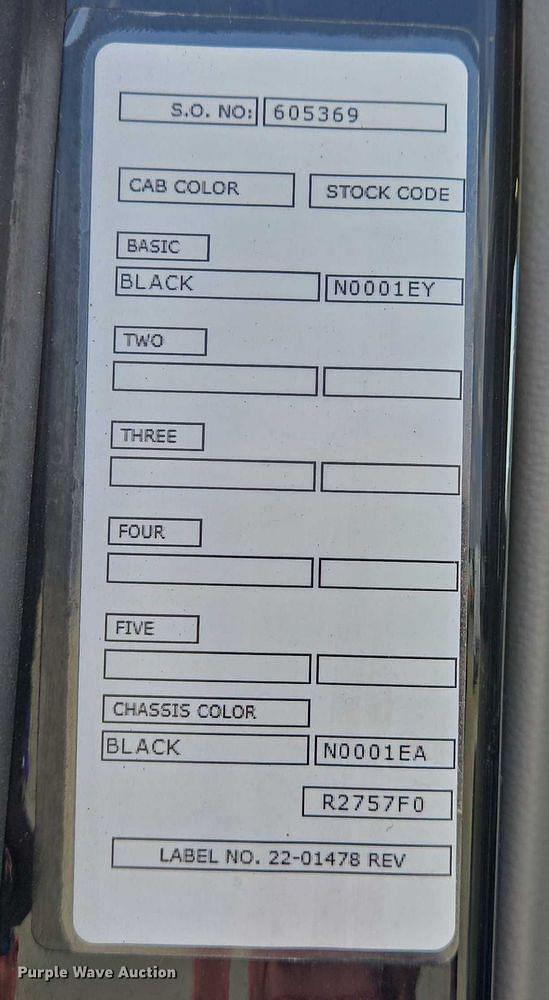 S.O. NO: 605369
CAB COLOR STOCK CODE
BASIC
BLACK N0001EY
TWO
THREE
FOUR
FIVE
CHASSIS COLOR
BLACK N0001EA
R2757F0
LABEL NO. 22-01478 REV
Purple Wave Auction